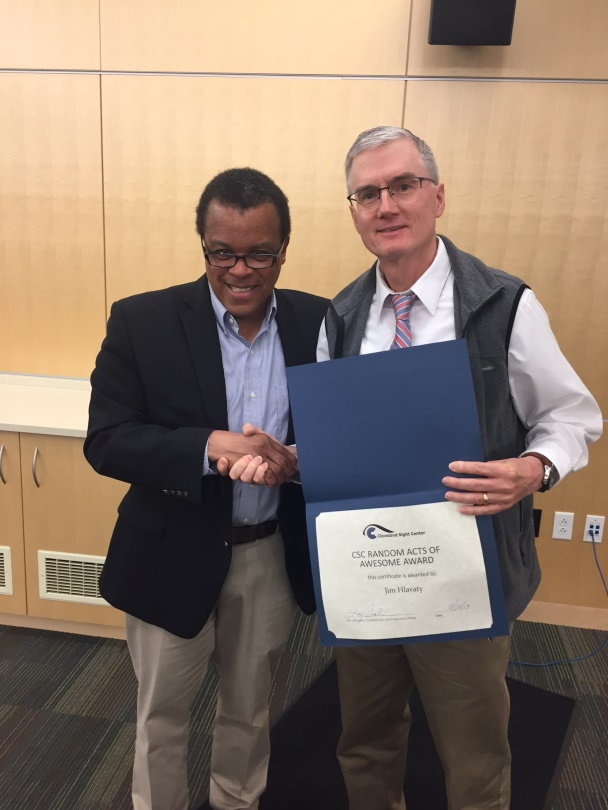 Cleveland Sight Center
CSC RANDOM ACTS OF
AWESOME AWARD
this certificate is awarded to:
Jim Hlavaty